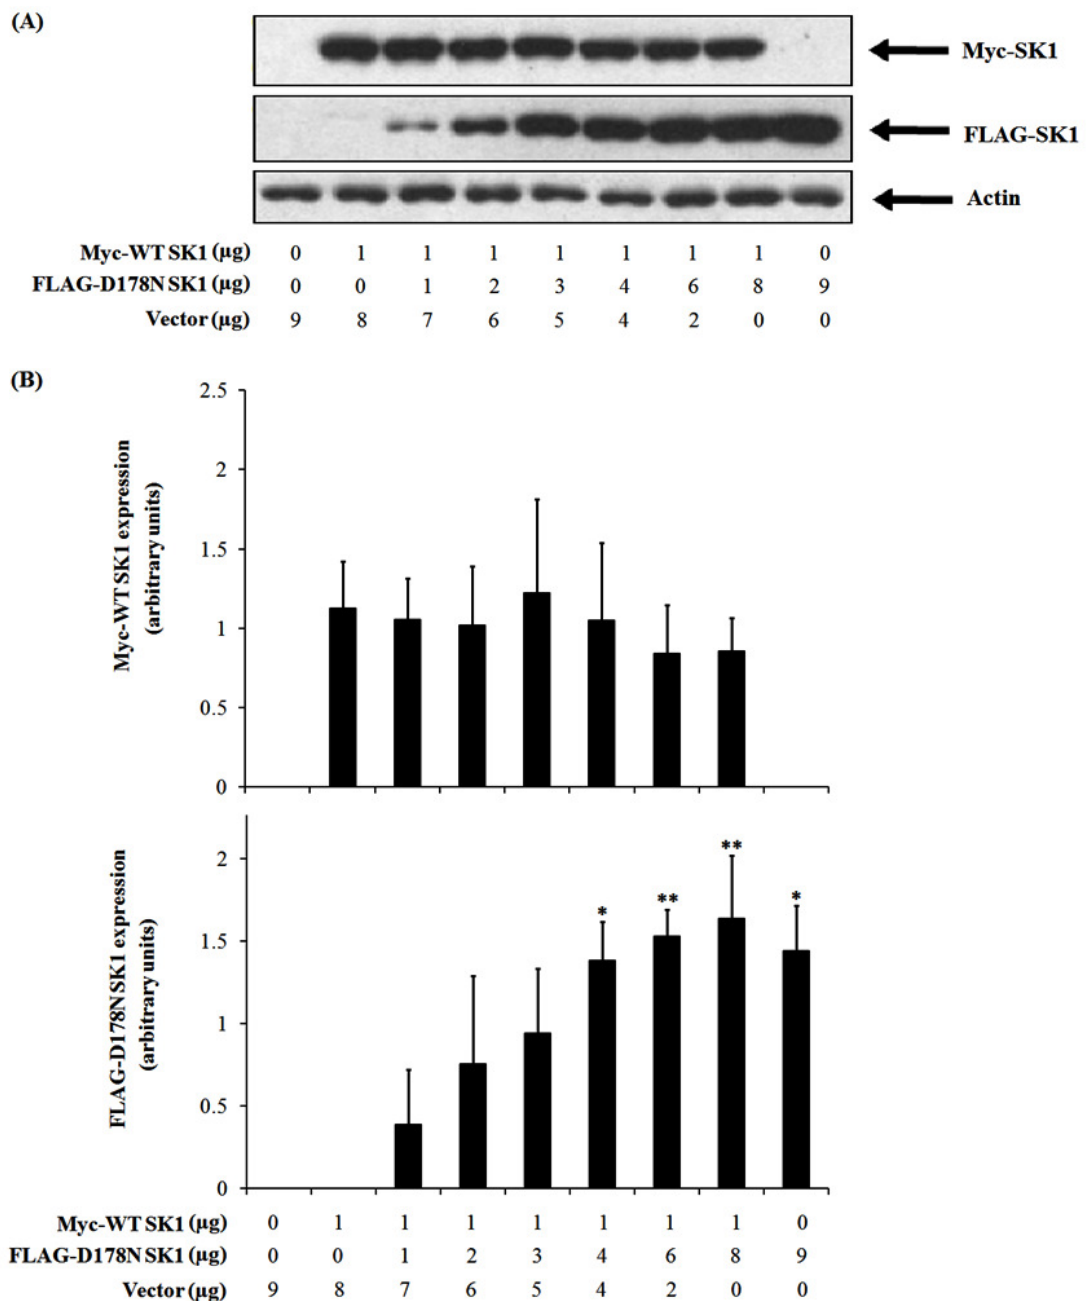 (A)
Myc-SK1
FLAG-SK1
Actin
Myc-WT SK1 (µg) 0 1 1 1 1 1 1 1 0
FLAG-D178N SK1 (µg) 0 0 1 2 3 4 6 8 9
Vector (µg) 9 8 7 6 5 4 2 0 0
(B)
Myc-WT SK1 expression
(arbitrary units)
2.5
2
1.5
1
0.5
0
FLAG-D178N SK1 expression
(arbitrary units)
2
1.5
1
0.5
0
* ** ** *
Myc-WT SK1 (µg) 0 1 1 1 1 1 1 1 0
FLAG-D178N SK1 (µg) 0 0 1 2 3 4 6 8 9
Vector (µg) 9 8 7 6 5 4 2 0 0